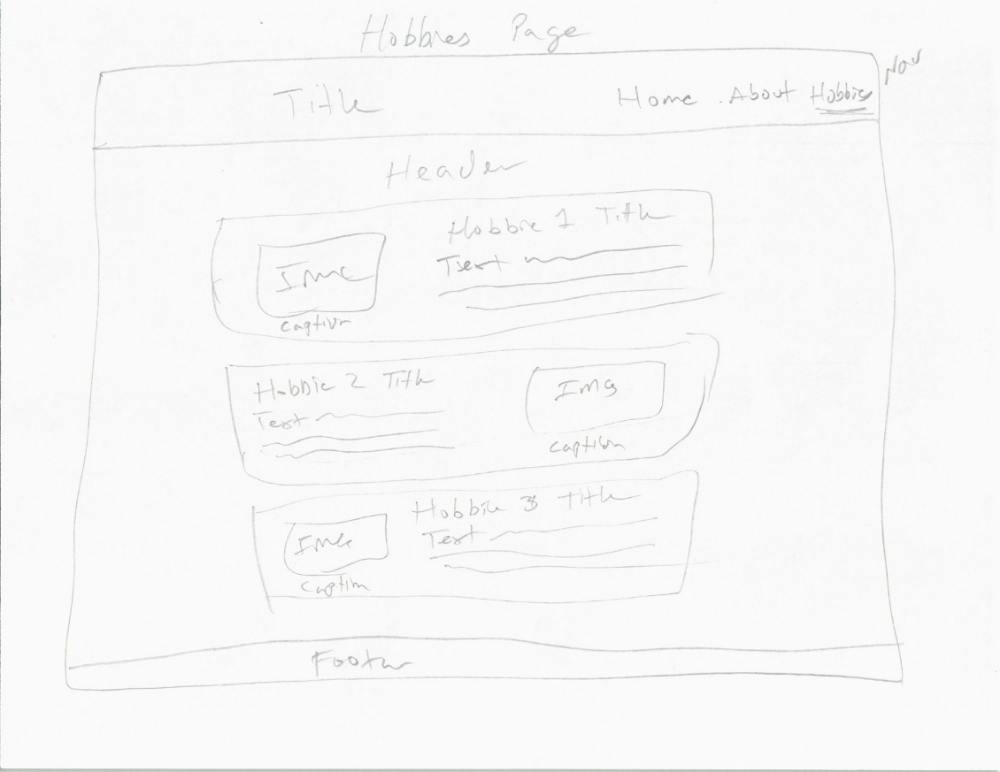 Hobbies Page
Title
Home About Hobbies
Nav
Header
Hobbie 1 Title
Text
Img
Caption
Hobbie 2 Title
Text
Img
Caption
Hobbie 3 Title
Text
Img
Caption
Footer